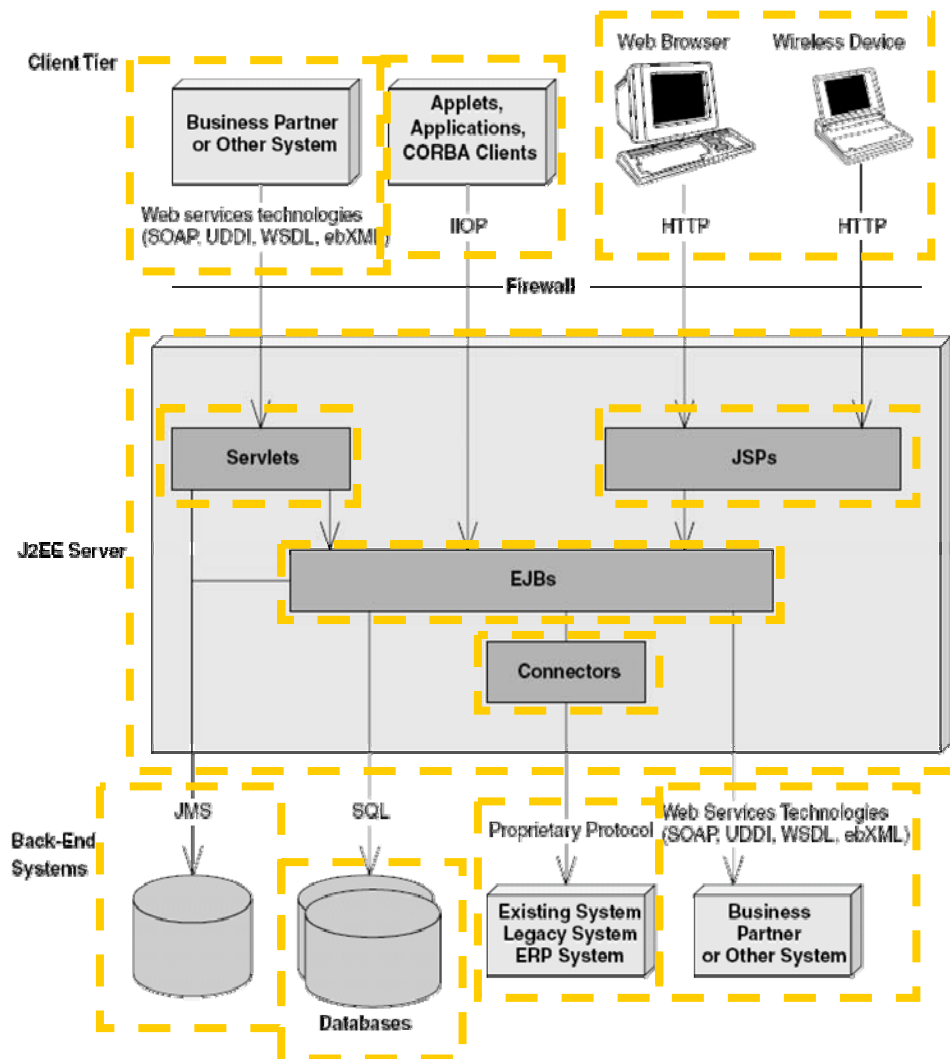 Client Tier
Business Partner
or Other System
Applets,
Applications,
CORBA Clients
Web Browser
Wireless Device
Web services technologies
(SOAP, UDDI, WSDL, ebXML)
IIOP
HTTP
HTTP
Firewall
J2EE Server
Servlets
JSPs
EJBs
Connectors
Back-End
Systems
JMS
SQL
Proprietary Protocol
Web Services Technologies
(SOAP, UDDI, WSDL, ebXML)
Databases
Existing System
Legacy System
ERP System
Business
Partner
or Other System